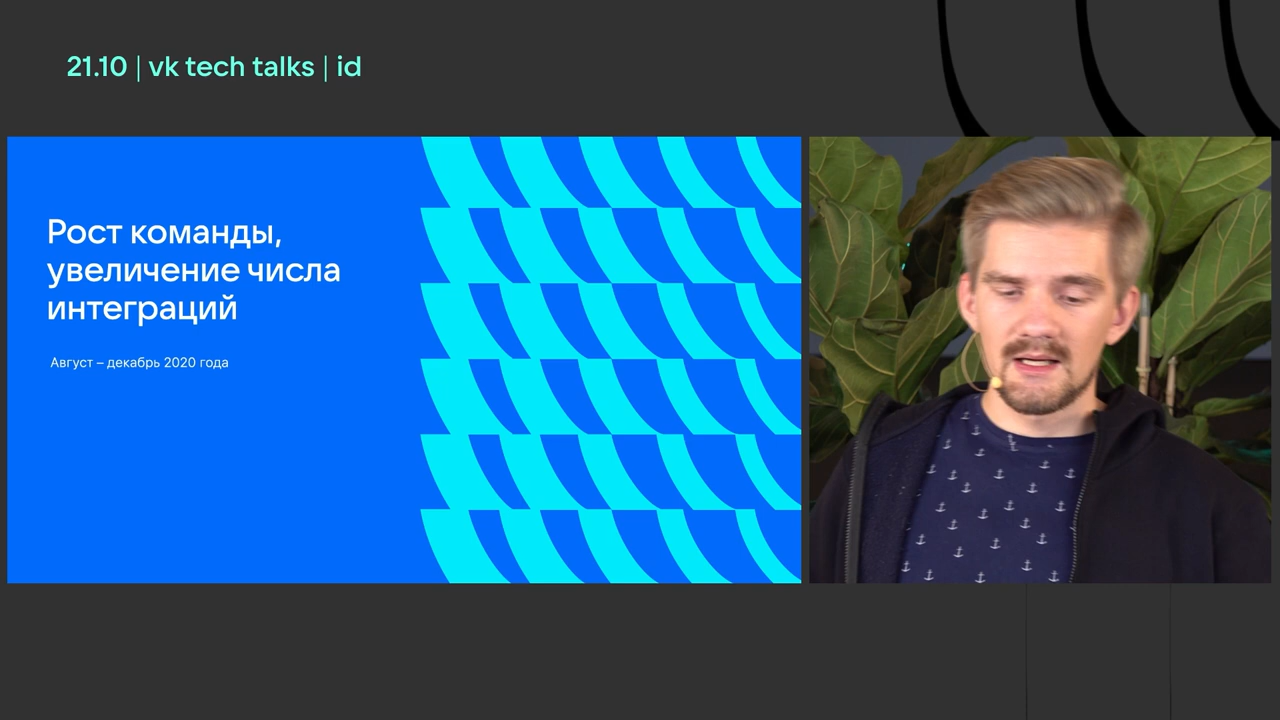 21.10 | vk tech talks | id
Рост команды,
увеличение числа
интеграций
Август – декабрь 2020 года